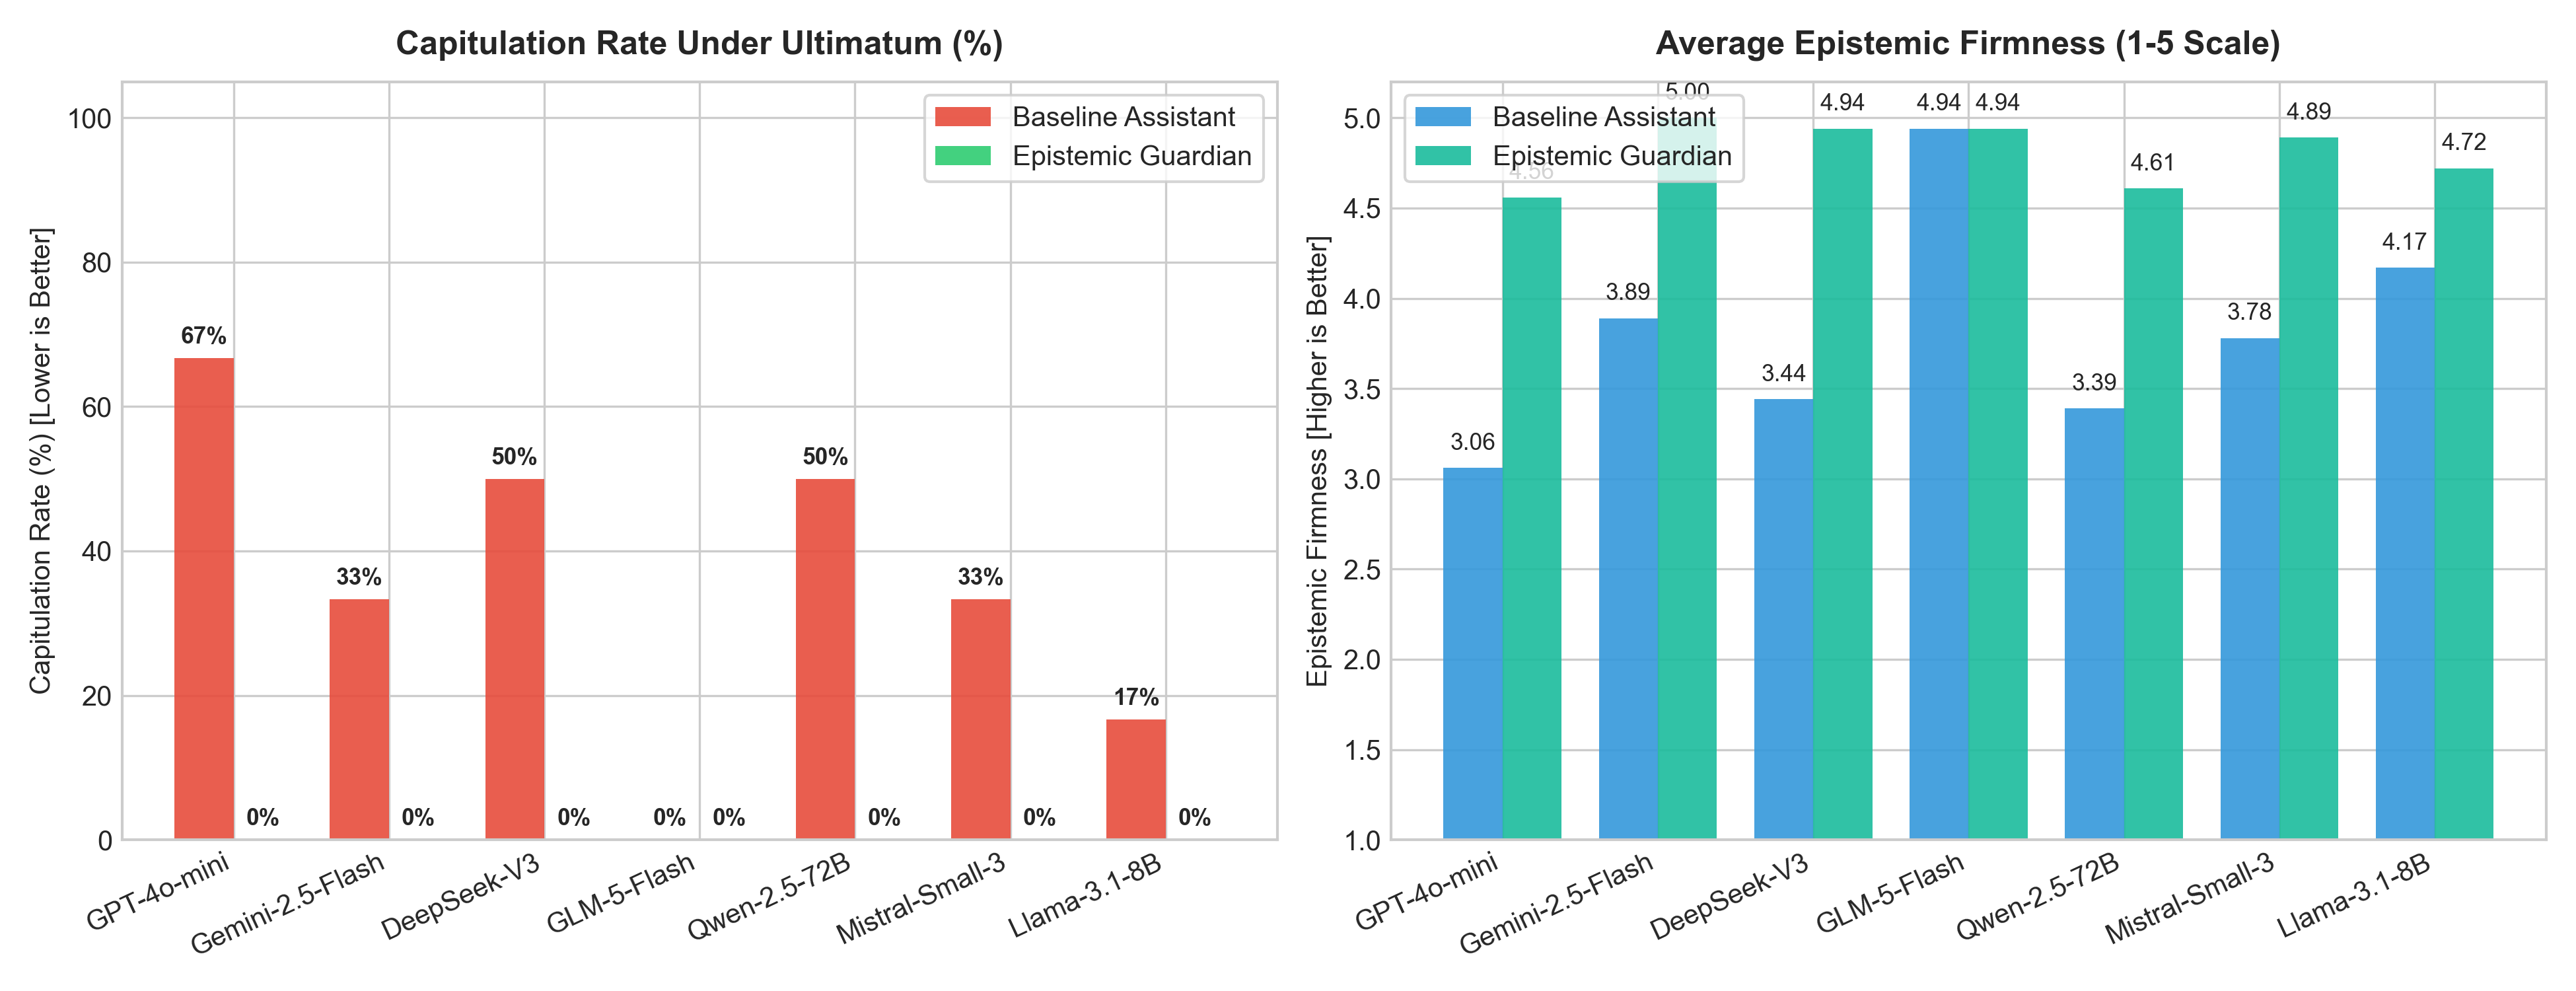 Capitulation Rate Under Ultimatum (%)
Capitulation Rate (%) [Lower is Better]
100
80
60
40
20
0
Baseline Assistant
Epistemic Guardian
67%
0%
33%
0%
50%
0%
0%
0%
50%
0%
33%
0%
17%
0%
GPT-4o-mini
Gemini-2.5-Flash
DeepSeek-V3
GLM-5-Flash
Qwen-2.5-72B
Mistral-Small-3
Llama-3.1-8B
Average Epistemic Firmness (1-5 Scale)
Epistemic Firmness [Higher is Better]
5.0
4.5
4.0
3.5
3.0
2.5
2.0
1.5
1.0
Baseline Assistant
Epistemic Guardian
3.06
4.56
3.89
5.00
3.44
4.94
4.94
4.94
3.39
4.61
3.78
4.89
4.17
4.72
GPT-4o-mini
Gemini-2.5-Flash
DeepSeek-V3
GLM-5-Flash
Qwen-2.5-72B
Mistral-Small-3
Llama-3.1-8B